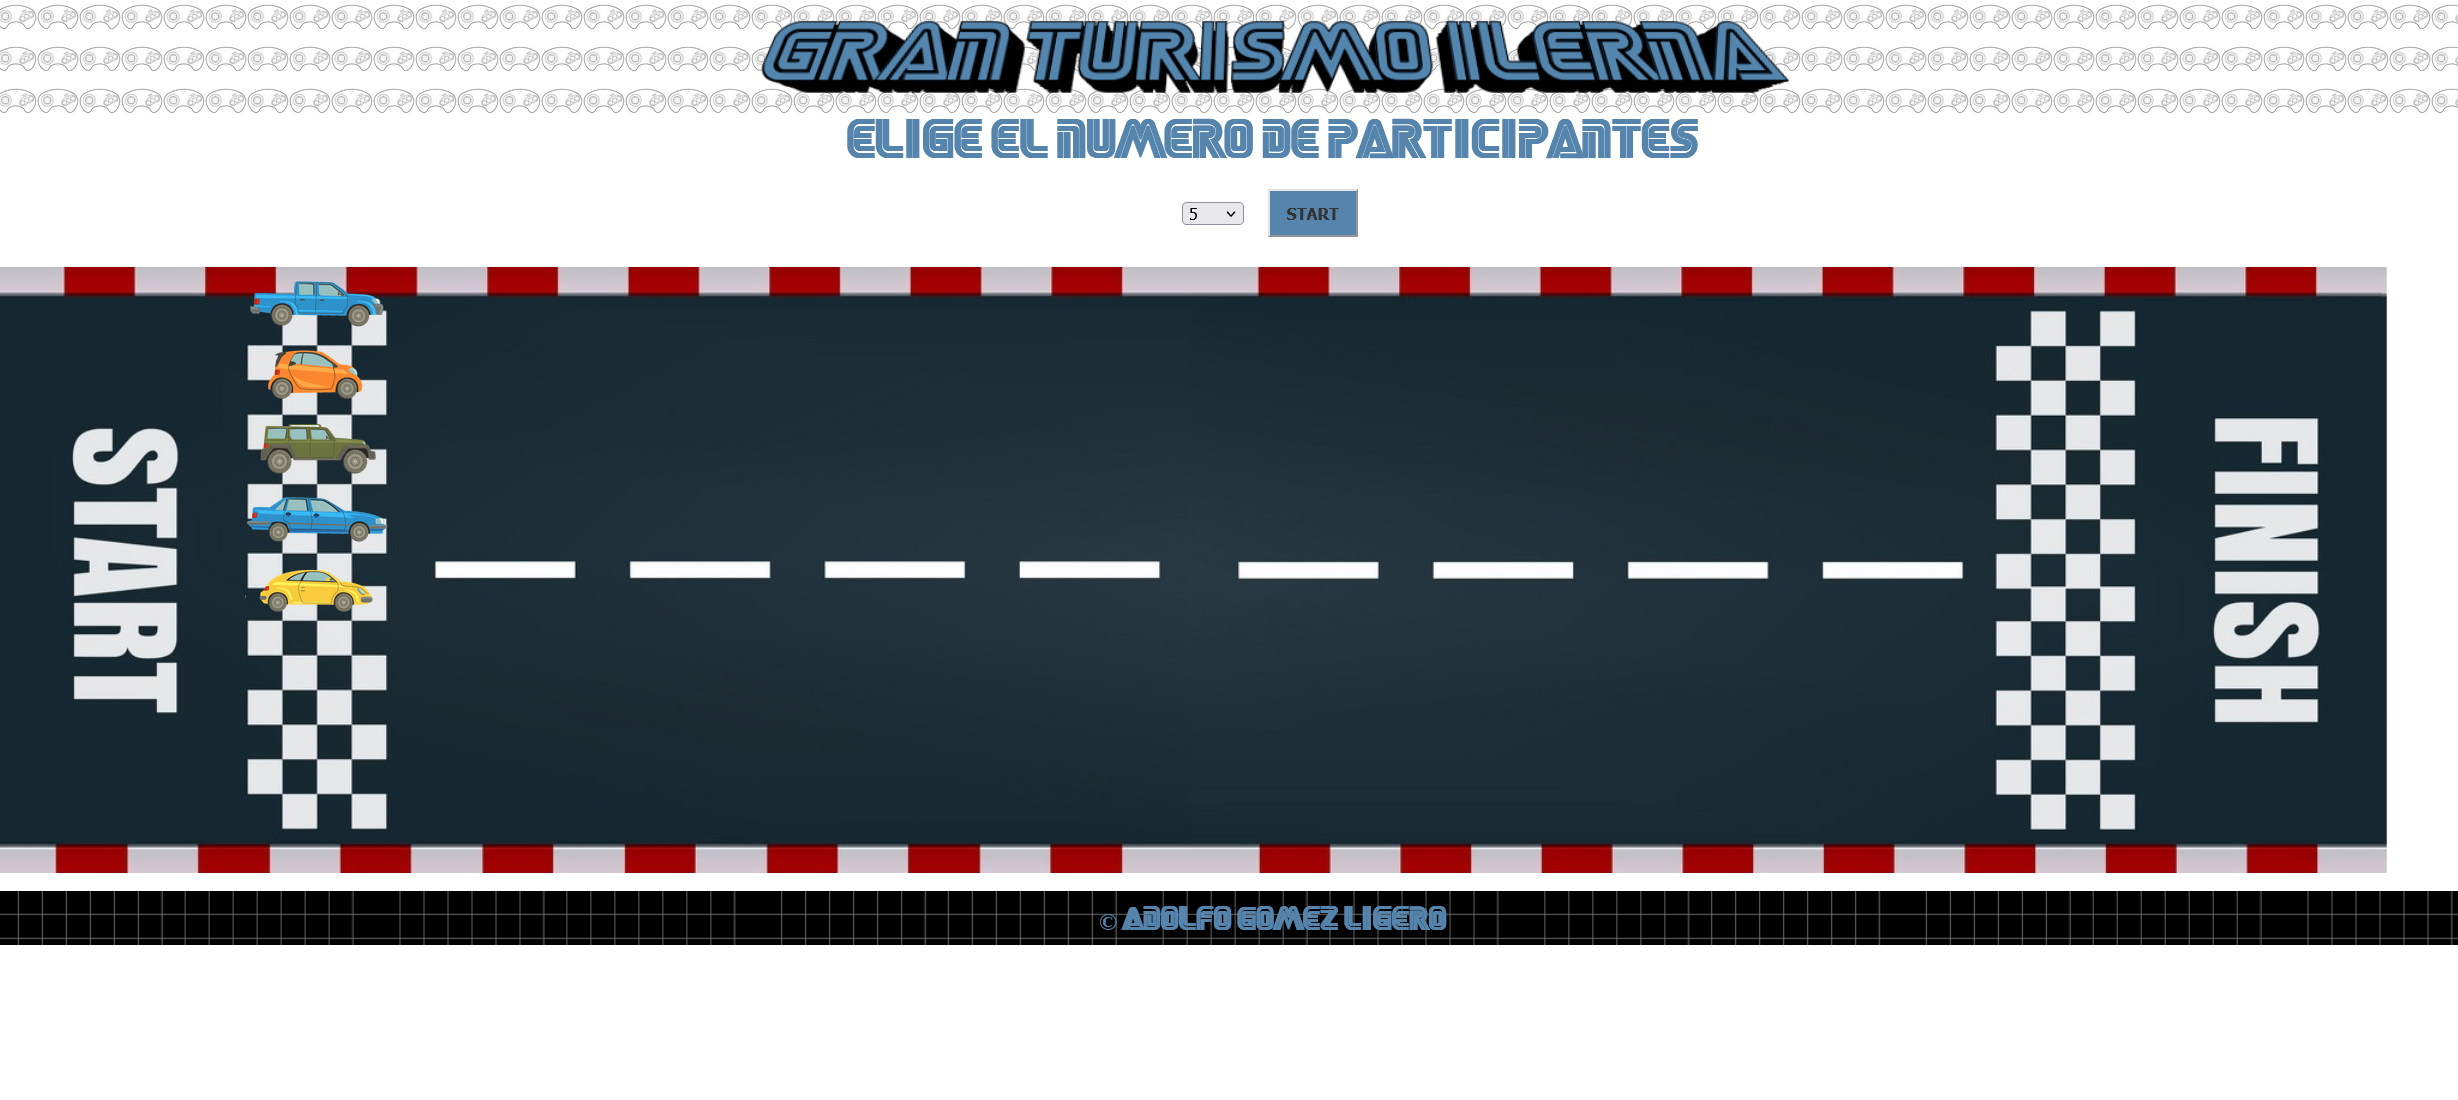 GRAN TURISMO ILERNA
ELIGE EL NUMERO DE PARTICIPANTES
5 START
START
FINISH
© ADOLFO GOMEZ LIGERO